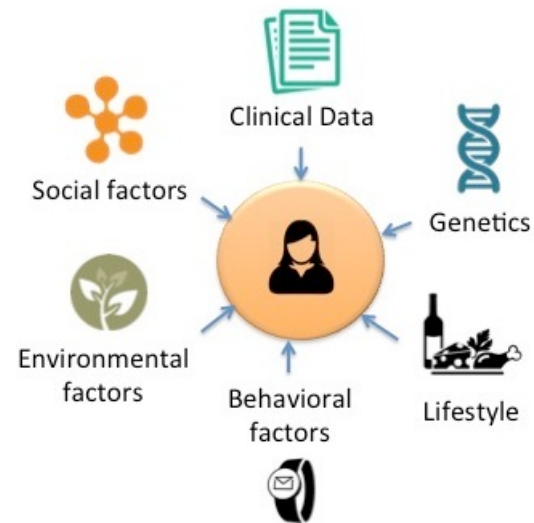 Clinical Data
Social factors
Genetics
Environmental
factors
Behavioral
factors
Lifestyle